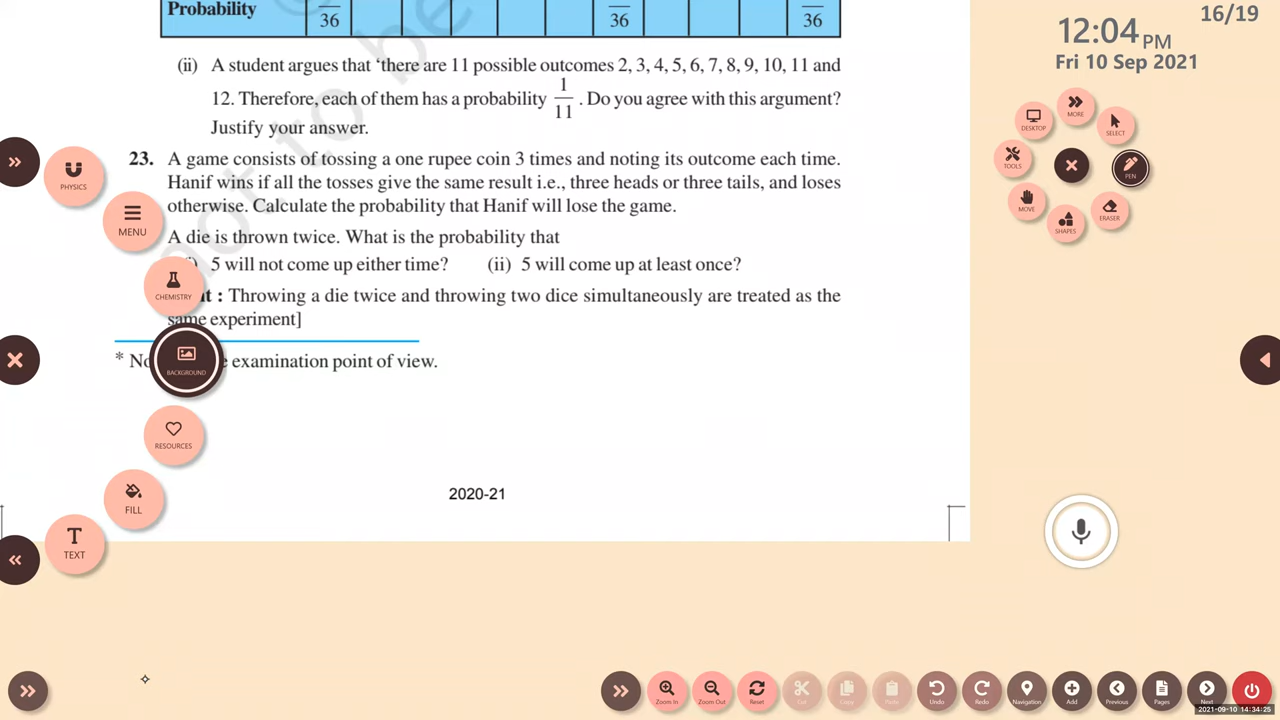 16/19
12:04 PM
Fri 10 Sep 2021
Probability
36 36 36
(ii) A student argues that ‘there are 11 possible outcomes 2, 3, 4, 5, 6, 7, 8, 9, 10, 11 and
12. Therefore, each of them has a probability 1/11 . Do you agree with this argument?
Justify your answer.
23. A game consists of tossing a one rupee coin 3 times and noting its outcome each time.
Hanif wins if all the tosses give the same result i.e., three heads or three tails, and loses
otherwise. Calculate the probability that Hanif will lose the game.
A die is thrown twice. What is the probability that
5 will not come up either time? (ii) 5 will come up at least once?
: Throwing a die twice and throwing two dice simultaneously are treated as the
same experiment]
* examination point of view.
2020-21
not to be
PHYSICS
MENU
CHEMISTRY
BACKGROUND
RESOURCES
FILL
TEXT
MORE
DESKTOP
SELECT
TOOLS
PEN
MOVE
ERASER
SHAPES
Zoom In
Zoom Out
Reset
Cut
Copy
Paste
Undo
Redo
Navigation
Add
Previous
Pages
Next
2021-09-10 14:34:25